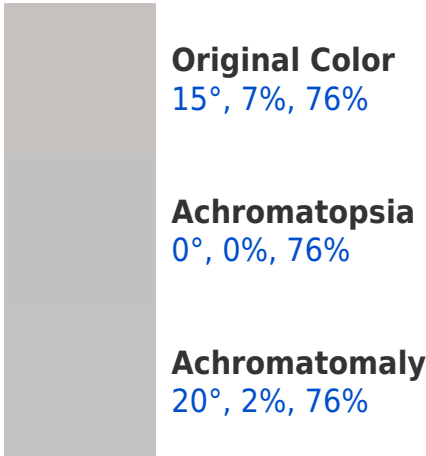 Original Color
15°, 7%, 76%
Achromatopsia
0°, 0%, 76%
Achromatomaly
20°, 2%, 76%